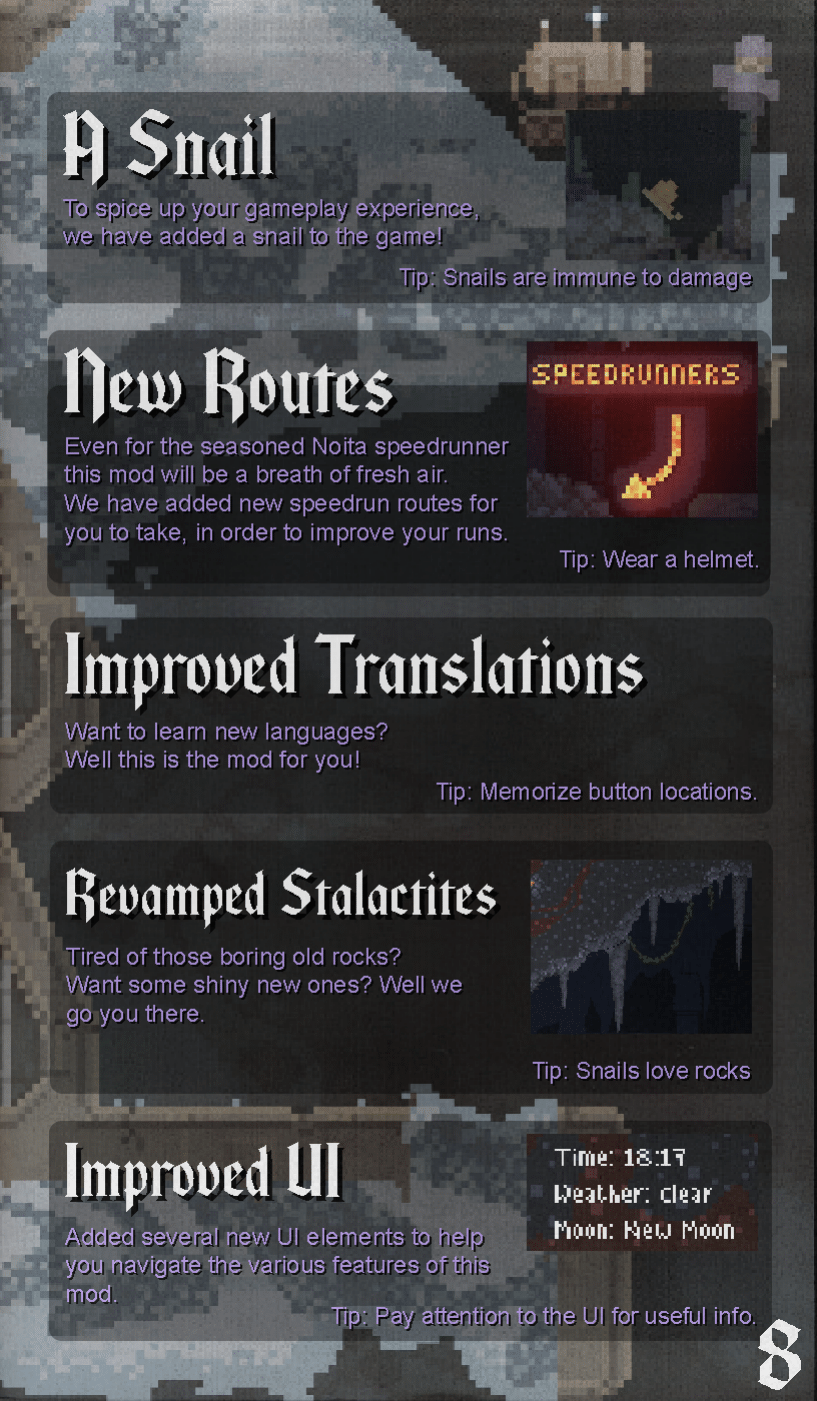 A Snail
To spice up your gameplay experience,
we have added a snail to the game!
Tip: Snails are immune to damage
New Routes
SPEEDRUNNERS
Even for the seasoned Noita speedrunner
this mod will be a breath of fresh air.
We have added new speedrun routes for
you to take, in order to improve your runs.
Tip: Wear a helmet.
Improved Translations
Want to learn new languages?
Well this is the mod for you!
Tip: Memorize button locations.
Revamped Stalactites
Tired of those boring old rocks?
Want some shiny new ones? Well we
go you there.
Tip: Snails love rocks
Improved UI
Time: 18:17
Weather: clear
Moon: New Moon
Added several new UI elements to help
you navigate the various features of this
mod.
Tip: Pay attention to the UI for useful info.
8